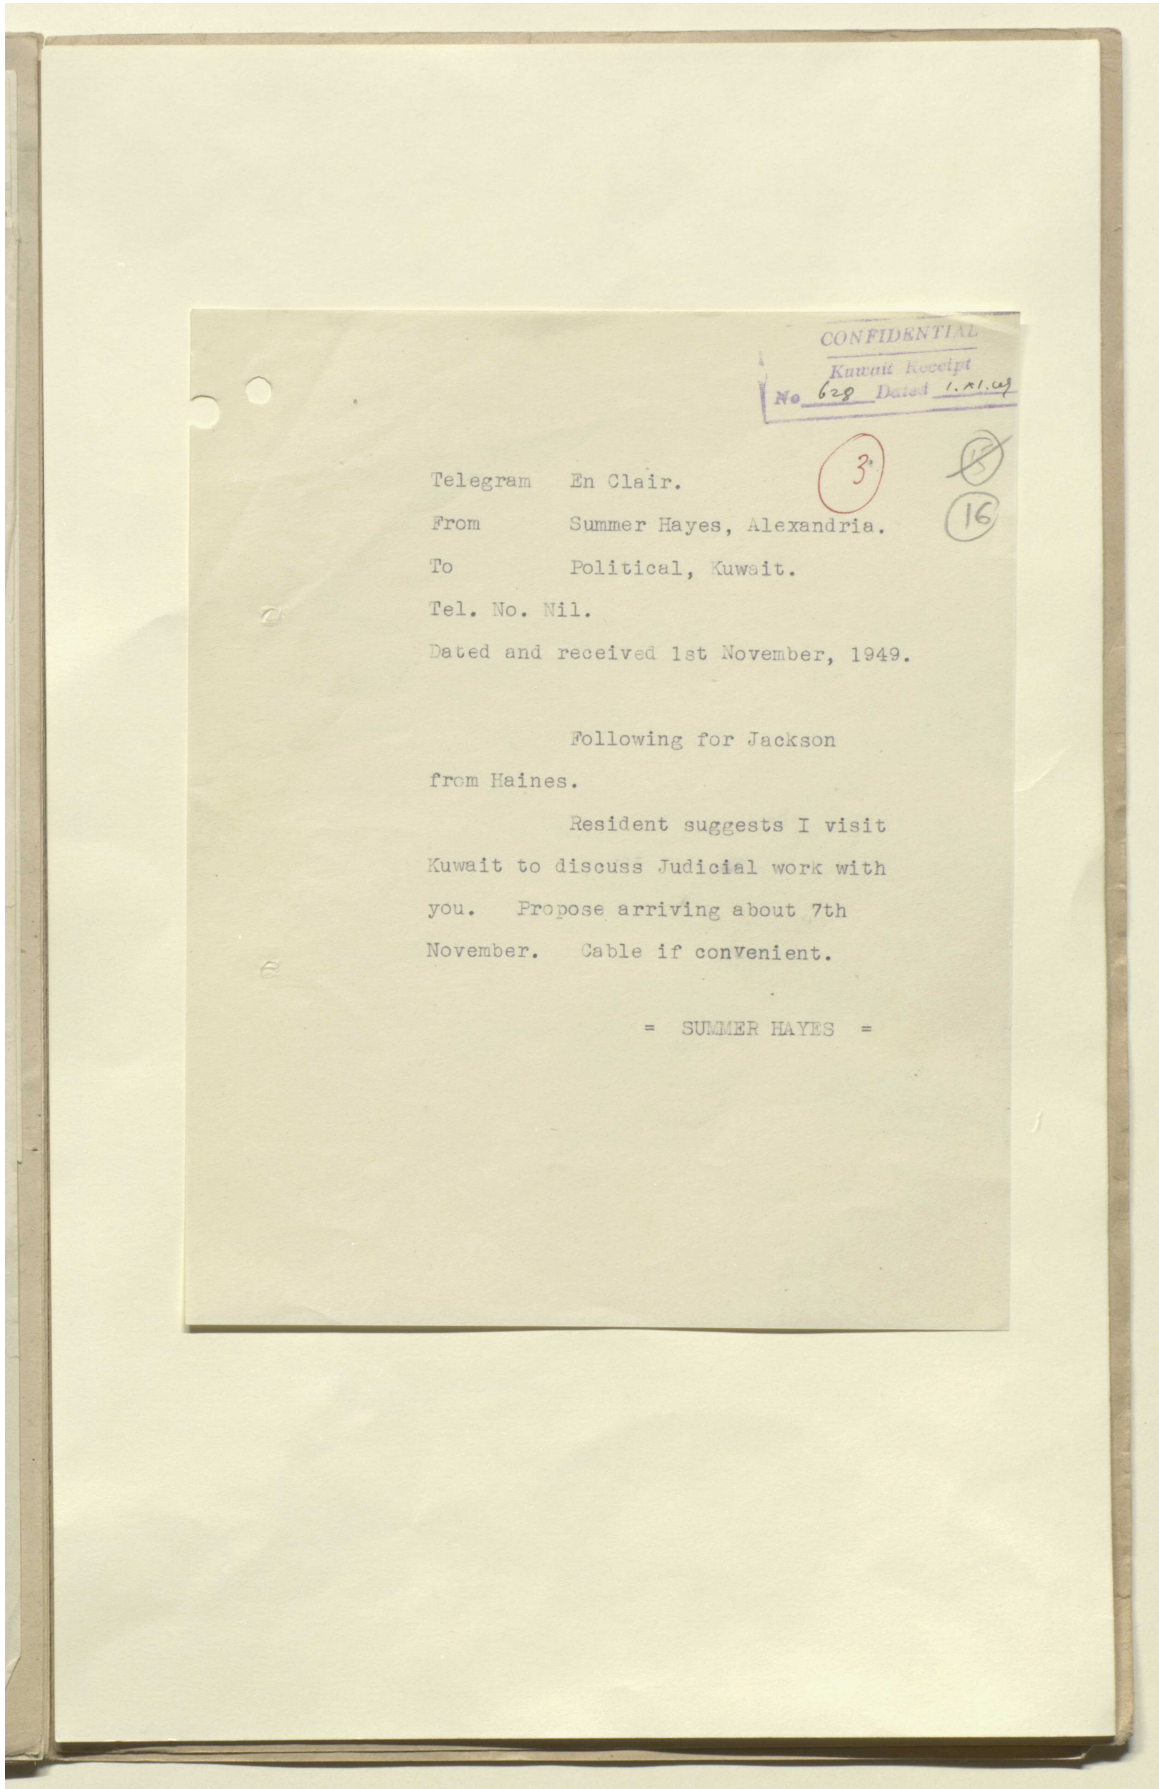 CONFIDENTIAL
Kuwait Receipt
No 628 Dated 1.XI.49
3
15
16
Telegram En Clair.
From Summer Hayes, Alexandria.
To Political, Kuwait.
Tel. No. Nil.
Dated and received 1st November, 1949.
Following for Jackson
from Haines.
Resident suggests I visit
Kuwait to discuss Judicial work with
you. Propose arriving about 7th
November. Cable if convenient.
= SUMMER HAYES =